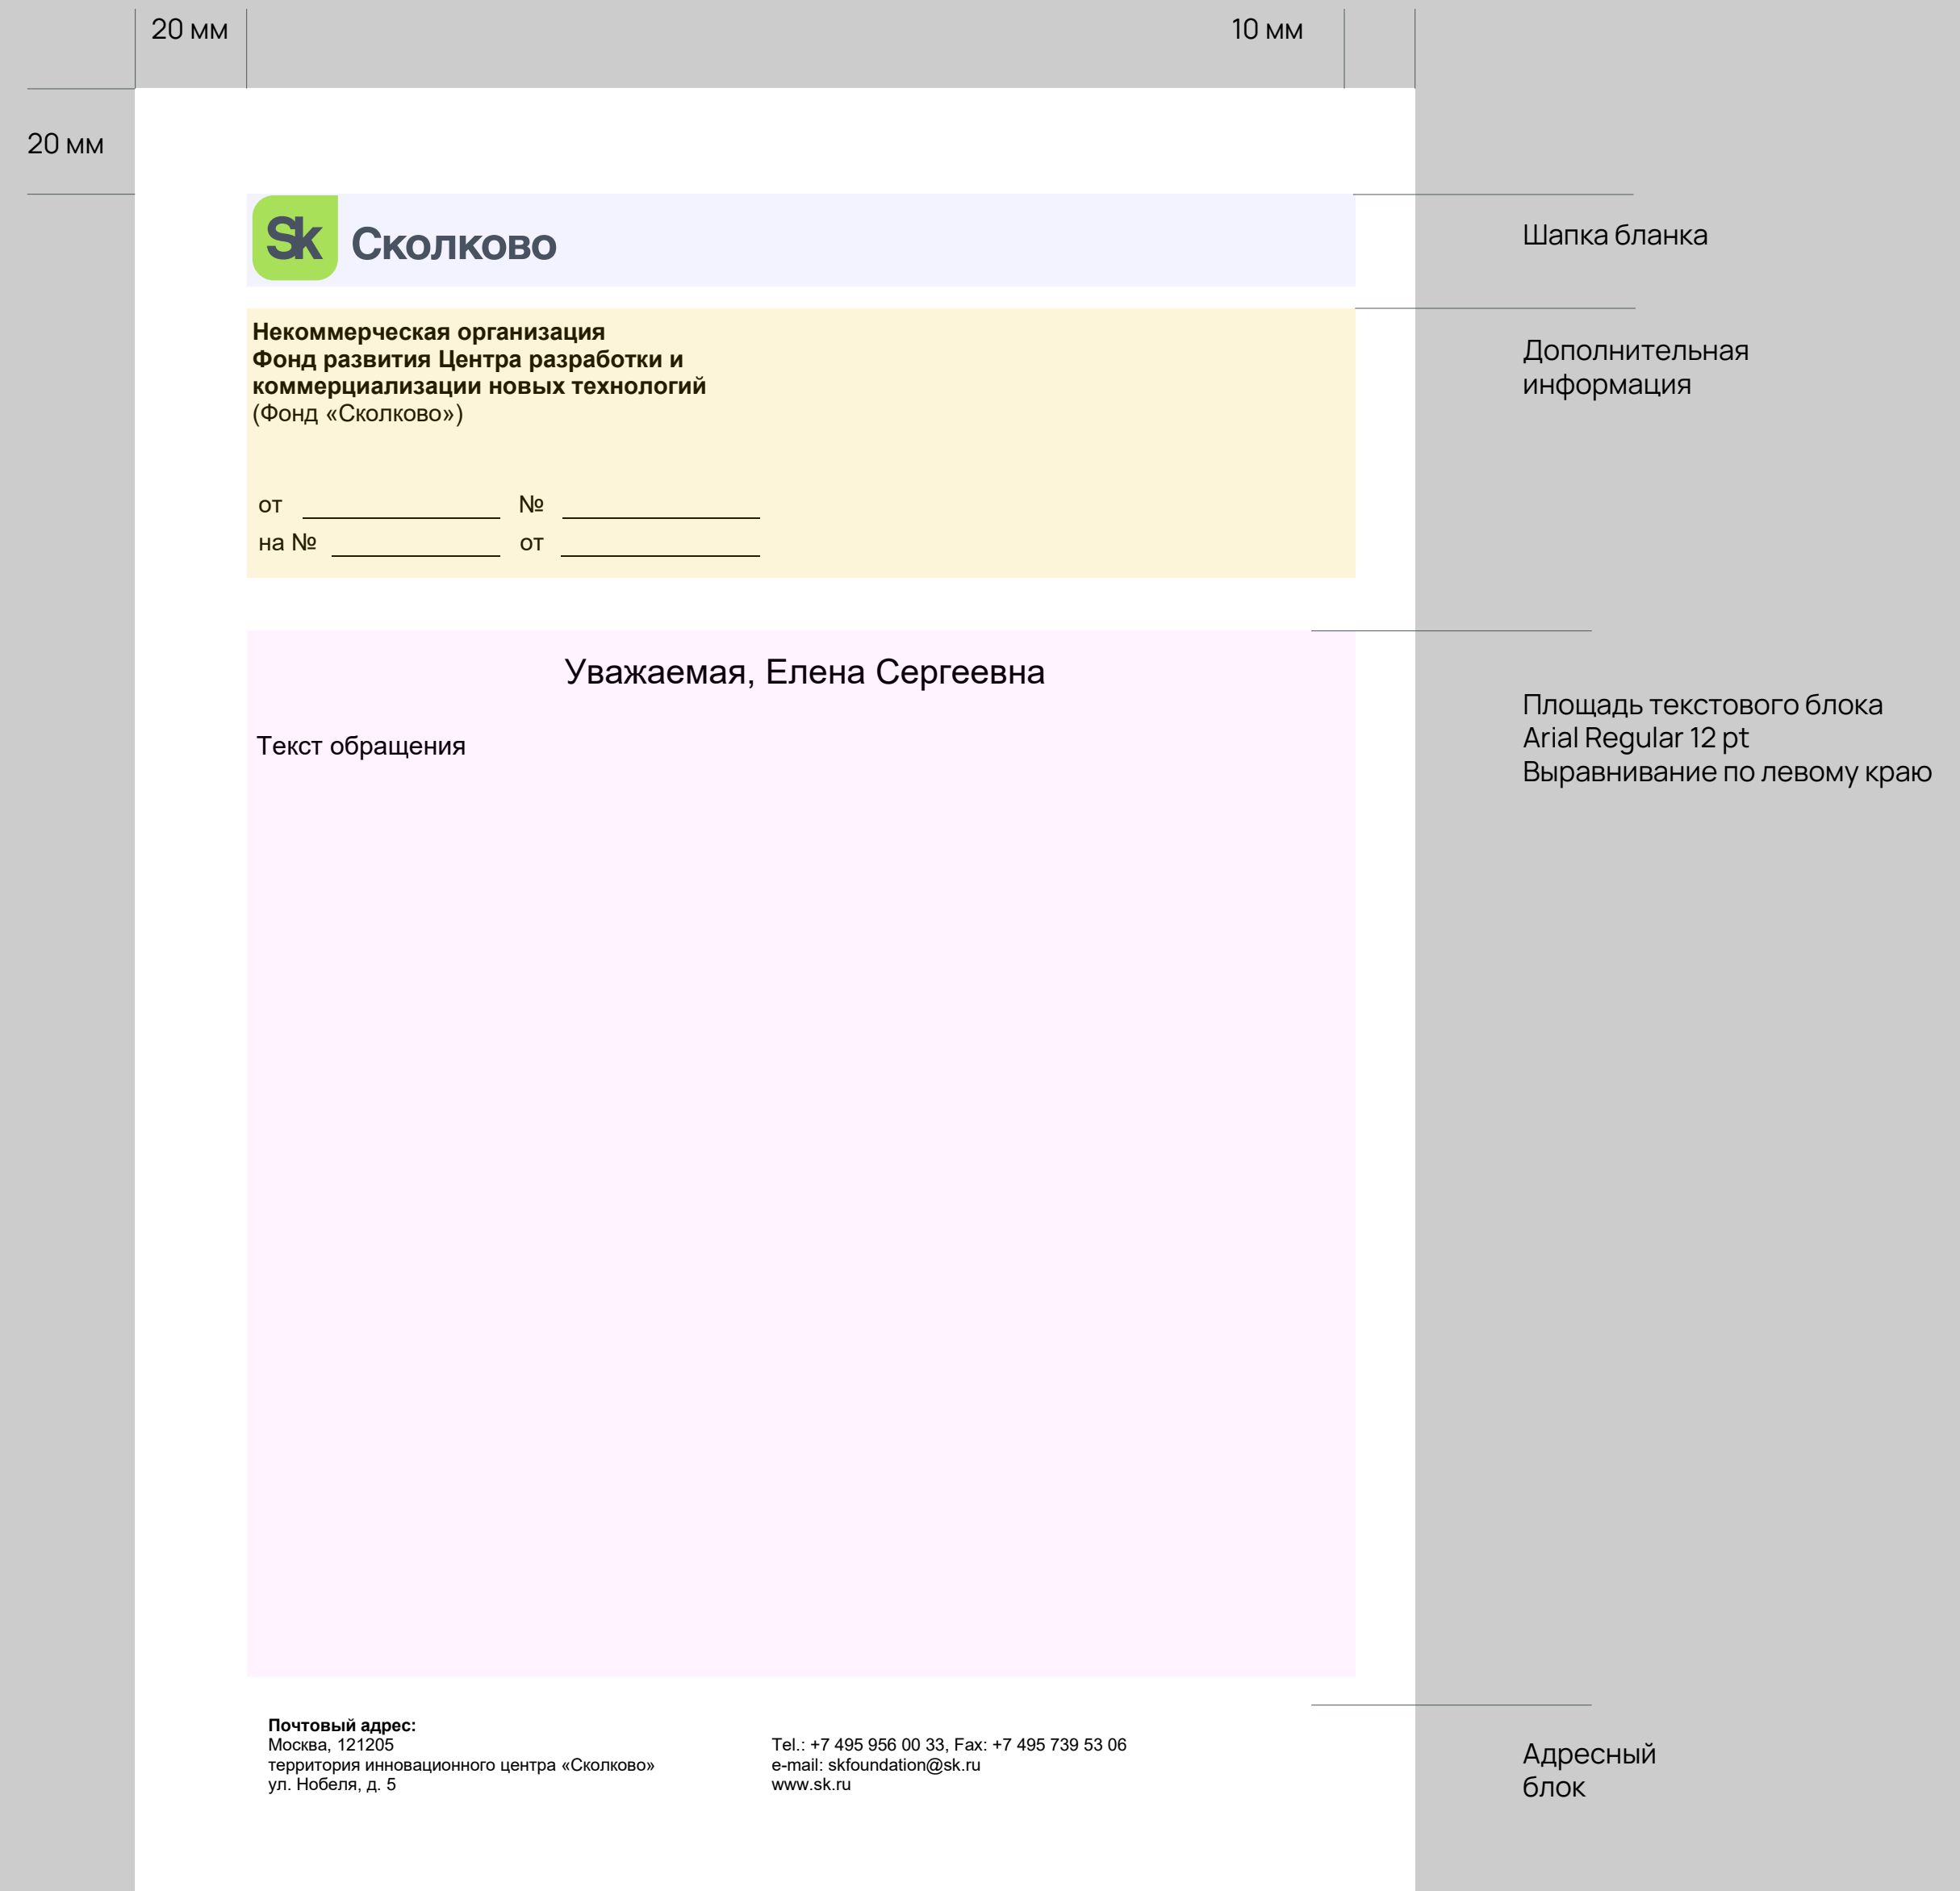 20 мм
10 мм
20 мм
Sk Сколково
Шапка бланка
Некоммерческая организация
Фонд развития Центра разработки и
коммерциализации новых технологий
(Фонд «Сколково»)
Дополнительная
информация
от № 
на № от
Уважаемая, Елена Сергеевна
Текст обращения
Площадь текстового блока
Arial Regular 12 pt
Выравнивание по левому краю
Почтовый адрес:
Москва, 121205
территория инновационного центра «Сколково»
ул. Нобеля, д. 5
Tel.: +7 495 956 00 33, Fax: +7 495 739 53 06
e-mail: skfoundation@sk.ru
www.sk.ru
Адресный
блок